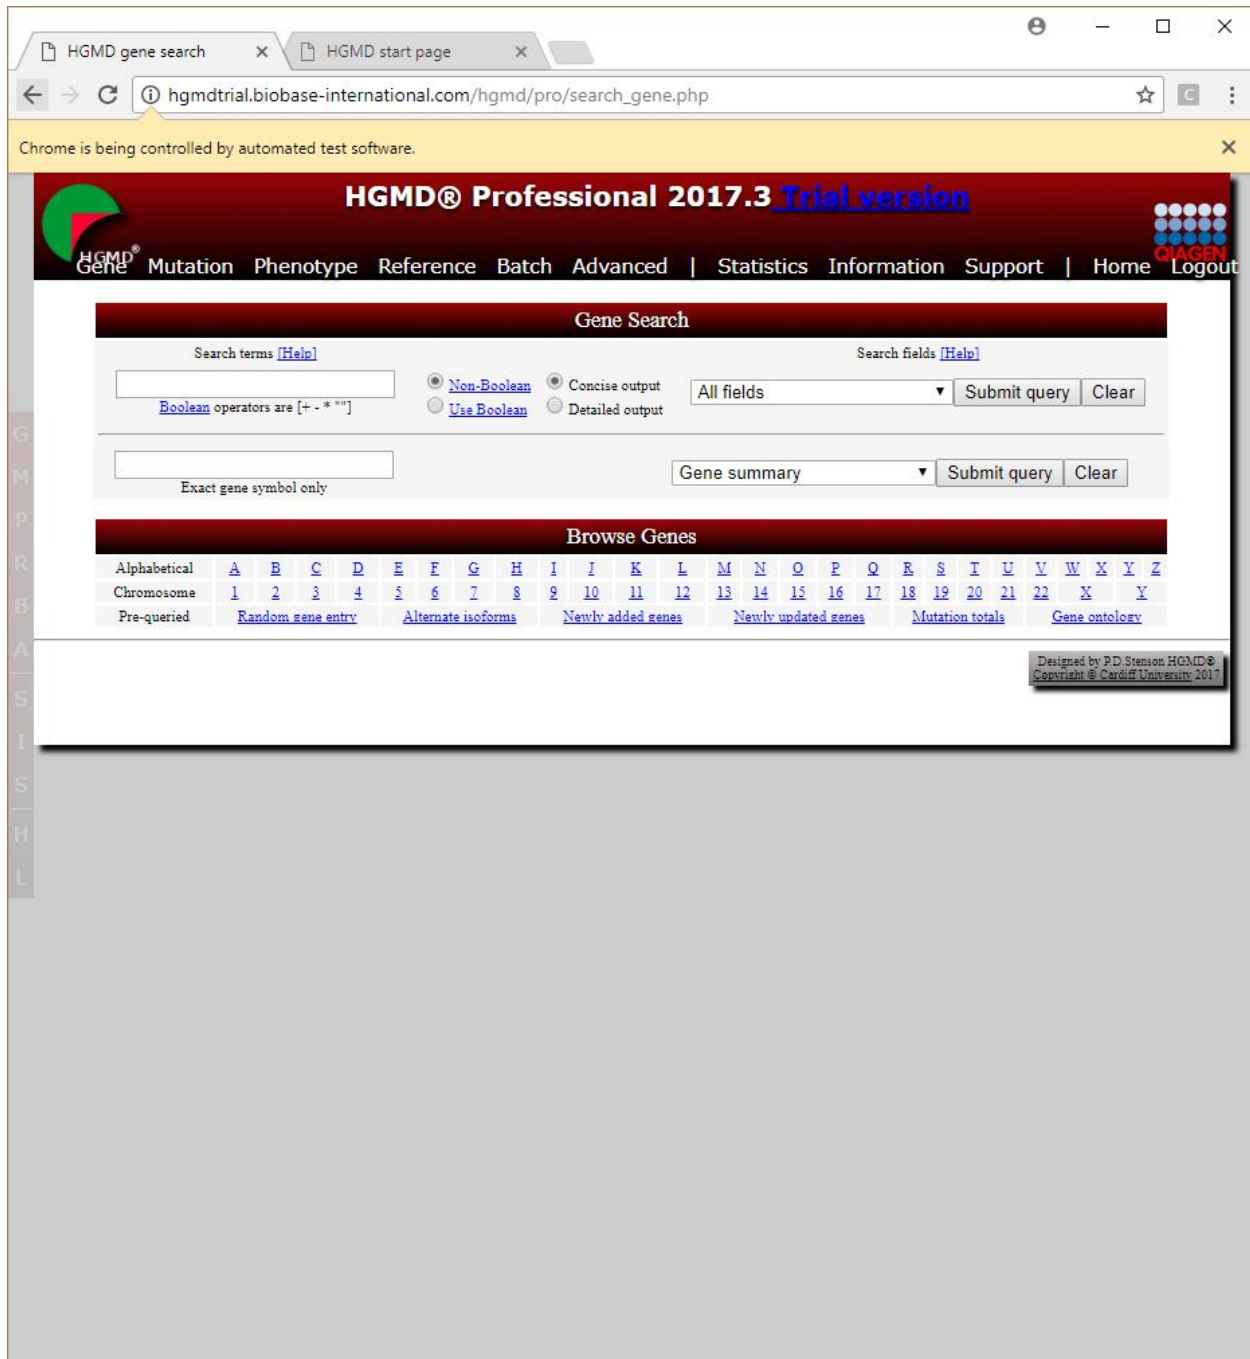 HGMD gene search
HGMD start page
hgmdtrial.biobase-international.com/hgmd/pro/search_gene.php
C
Chrome is being controlled by automated test software.
HGMD® Professional 2017.3 Trial version
HGMD®
QIAGEN
Gene Mutation Phenotype Reference Batch Advanced | Statistics Information Support | Home Logout
Gene Search
Search terms [Help] Search fields [Help]
Non-Boolean Concise output All fields Submit query Clear
Boolean operators are [+ - * ""] Use Boolean Detailed output
Gene summary Submit query Clear
Exact gene symbol only
Browse Genes
Alphabetical A B C D E F G H I J K L M N O P Q R S T U V W X Y Z
Chromosome 1 2 3 4 5 6 7 8 9 10 11 12 13 14 15 16 17 18 19 20 21 22 X Y
Pre-queried Random gene entry Alternate isoforms Newly added genes Newly updated genes Mutation totals Gene ontology
Designed by P.D.Stenson HGMD®
Copyright © Cardiff University 2017
G
M
P
R
B
A
S
I
S
H
L